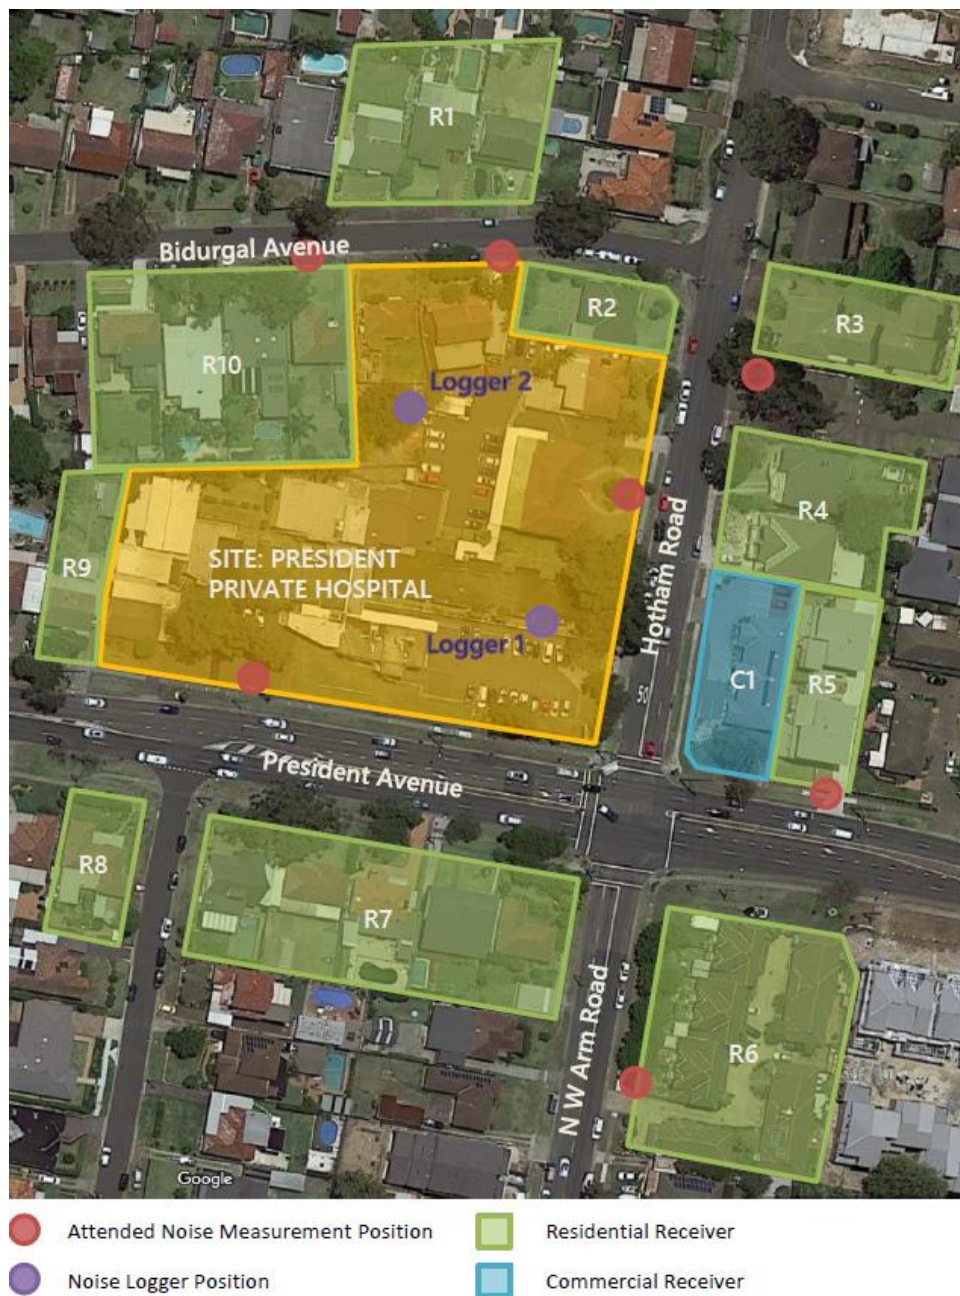 R1
Bidurgal Avenue
R2
R3
R10
Logger 2
R4
SITE: PRESIDENT
PRIVATE HOSPITAL
Hotham Road
R9
Logger 1
C1
R5
50
President Avenue
R8
R7
N W Arm Road
R6
Google
Attended Noise Measurement Position
Residential Receiver
Noise Logger Position
Commercial Receiver